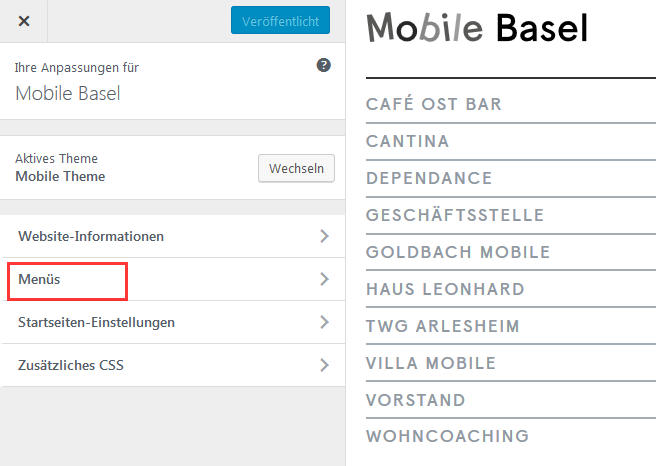 Veröffentlicht
Ihre Anpassungen für
Mobile Basel
Aktives Theme
Mobile Theme
Wechseln
Website-Informationen
Menüs
Startseiten-Einstellungen
Zusätzliches CSS
Mobile Basel
CAFÉ OST BAR
CANTINA
DEPENDANCE
GESCHÄFTSSTELLE
GOLDBACH MOBILE
HAUS LEONHARD
TWG ARLESHEIM
VILLA MOBILE
VORSTAND
WOHNCOACHING